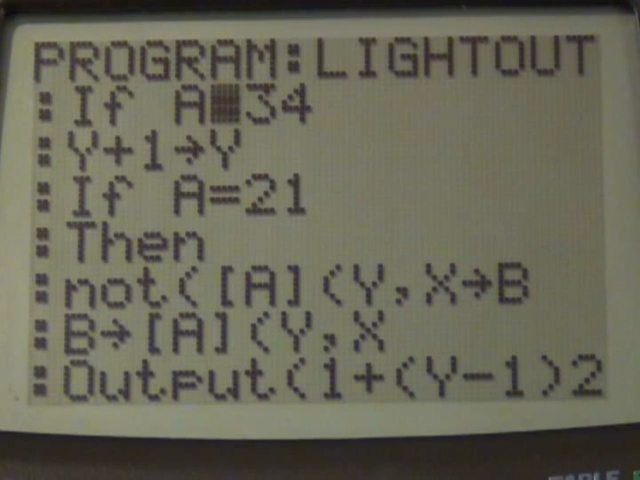 PROGRAM:LIGHTOUT
:If A█34
:Y+1→Y
:If A=21
:Then
:not([A](Y,X→B
:B→[A](Y,X
:Output(1+(Y-1)2